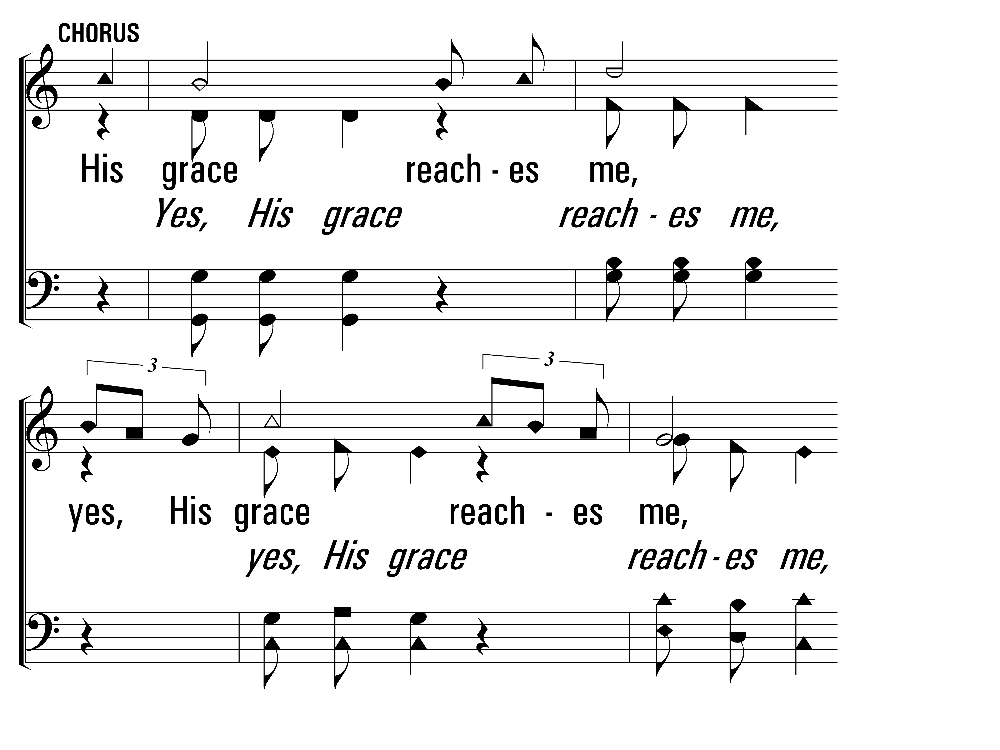 CHORUS
His grace reach - es me,
Yes, His grace reach - es me,
3 3
yes, His grace reach - es me,
yes, His grace reach - es me,